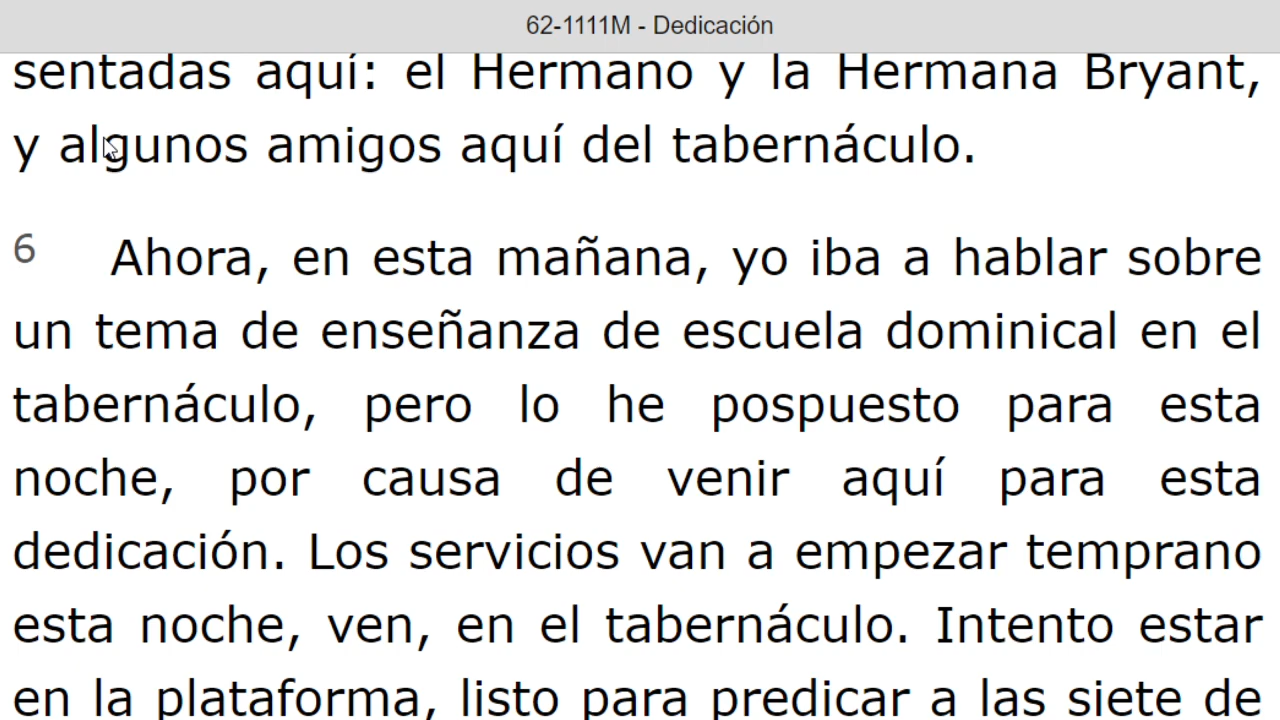 62-1111M - Dedicación
sentadas aquí: el Hermano y la Hermana Bryant,
y algunos amigos aquí del tabernáculo.
6 Ahora, en esta mañana, yo iba a hablar sobre
un tema de enseñanza de escuela dominical en el
tabernáculo, pero lo he pospuesto para esta
noche, por causa de venir aquí para esta
dedicación. Los servicios van a empezar temprano
esta noche, ven, en el tabernáculo. Intento estar
en la plataforma, listo para predicar a las siete de